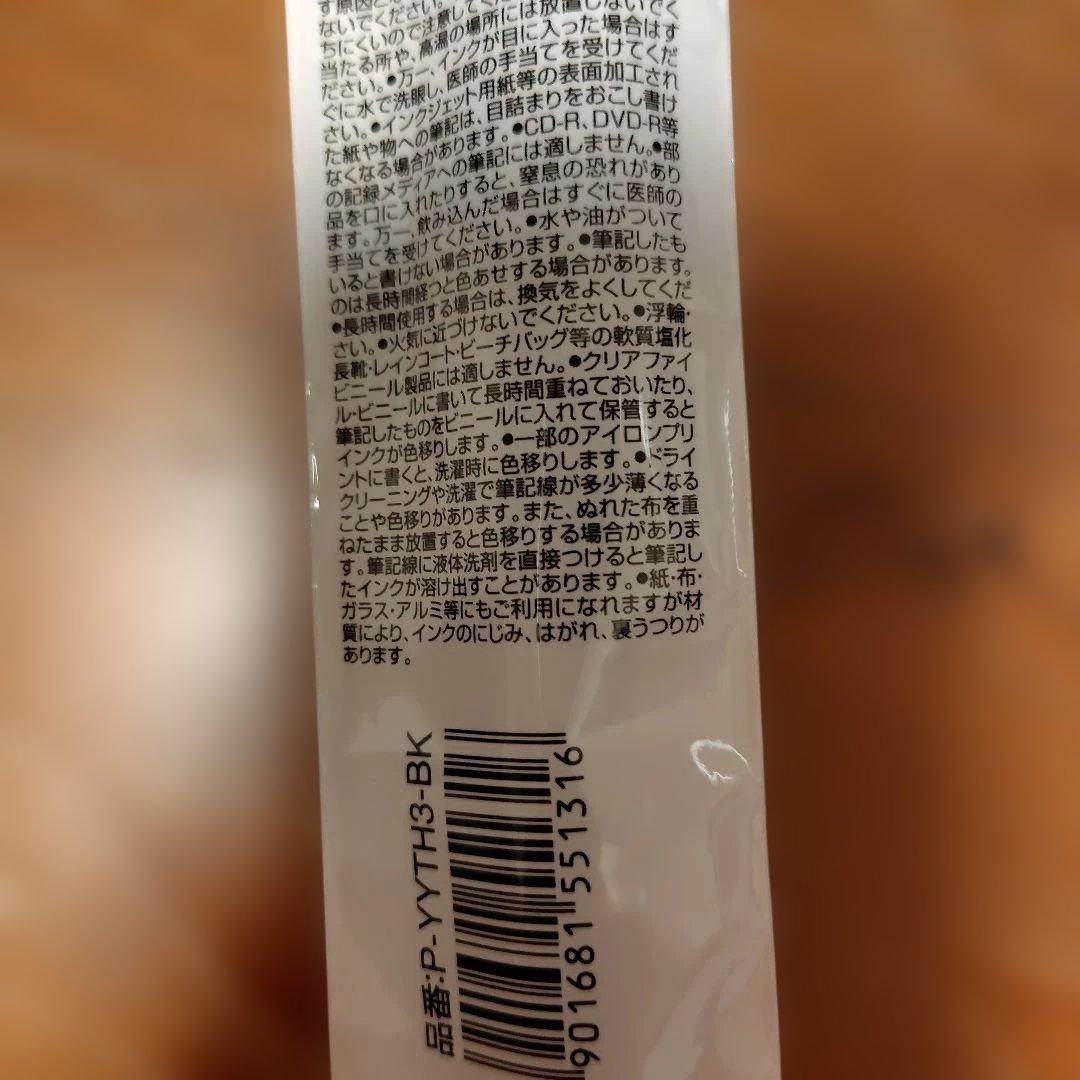 す原因と
ないでください。
ちにくいので注意してくだ
当たる所や、高温の場所には放置しないでく
ださい。●万一、インクが目に入った場合はす
ぐに水で洗眼し、医師の手当てを受けてくだ
さい。●インクジェット用紙等の表面加工され
た紙や物への筆記は、目詰まりをおこし書け
なくなる場合があります。●CD-R、DVD-R等
の記録メディアへの筆記には適しません。●部
品を口に入れたりすると、窒息の恐れがあり
ます。万一、飲み込んだ場合はすぐに医師の
手当てを受けてください。●水や油がついて
いると書けない場合があります。●筆記したも
のは長時間経つと色あせする場合があります。
●長時間使用する場合は、換気をよくしてくだ
さい。●火気に近づけないでください。●浮輪・
長靴・レインコート・ビーチバッグ等の軟質塩化
ビニール製品には適しません。●クリアファイ
ル・ビニールに書いて長時間重ねておいたり、
筆記したものをビニールに入れて保管すると
インクが色移りします。●一部のアイロンプリ
ントに書くと、洗濯時に色移りします。●ドライ
クリーニングや洗濯で筆記線が多少薄くなる
ことや色移りがあります。また、ぬれた布を重
ねたまま放置すると色移りする場合がありま
す。筆記線に液体洗剤を直接つけると筆記し
たインクが溶け出すことがあります。●紙・布・
ガラス・アルミ等にもご利用になれますが材
質により、インクのにじみ、はがれ、裏うつりが
あります。
品番:P-YYTH3-BK
901681 551316